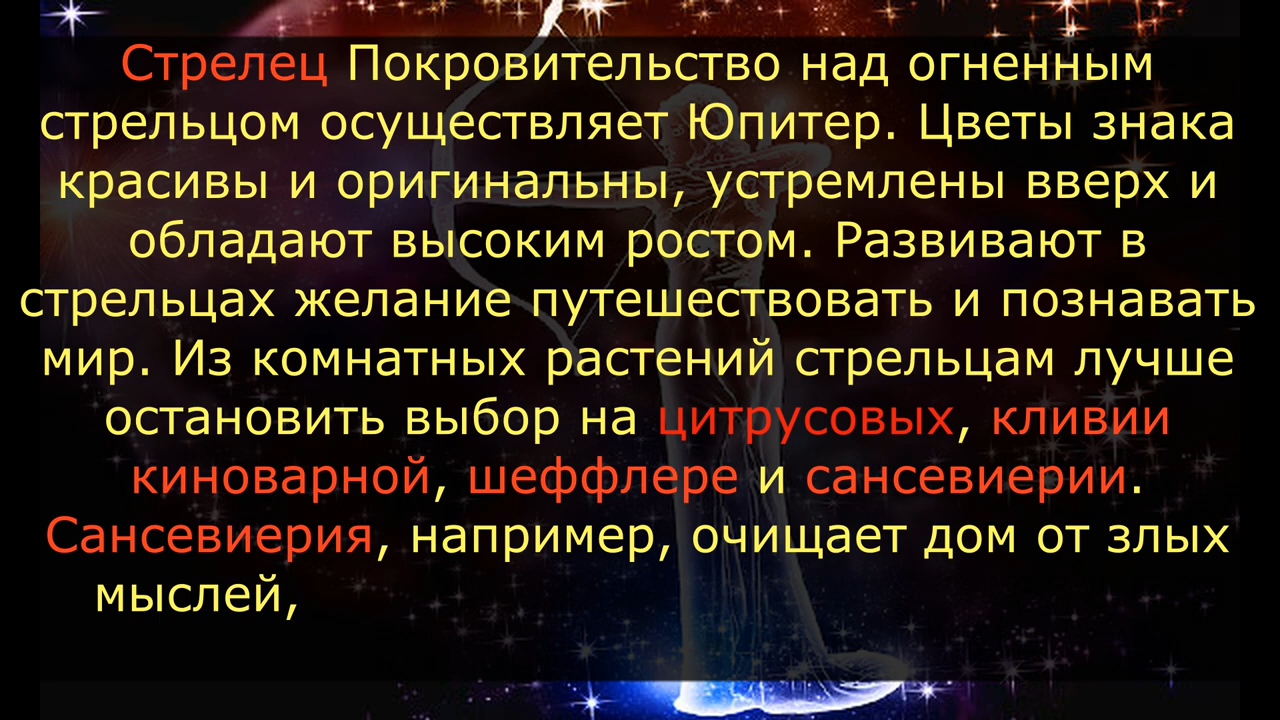 Стрелец Покровительство над огненным
стрельцом осуществляет Юпитер. Цветы знака
красивы и оригинальны, устремлены вверх и
обладают высоким ростом. Развивают в
стрельцах желание путешествовать и познавать
мир. Из комнатных растений стрельцам лучше
остановить выбор на цитрусовых, кливии
киноварной, шеффлере и сансевиерии.
Сансевиерия, например, очищает дом от злых
мыслей,